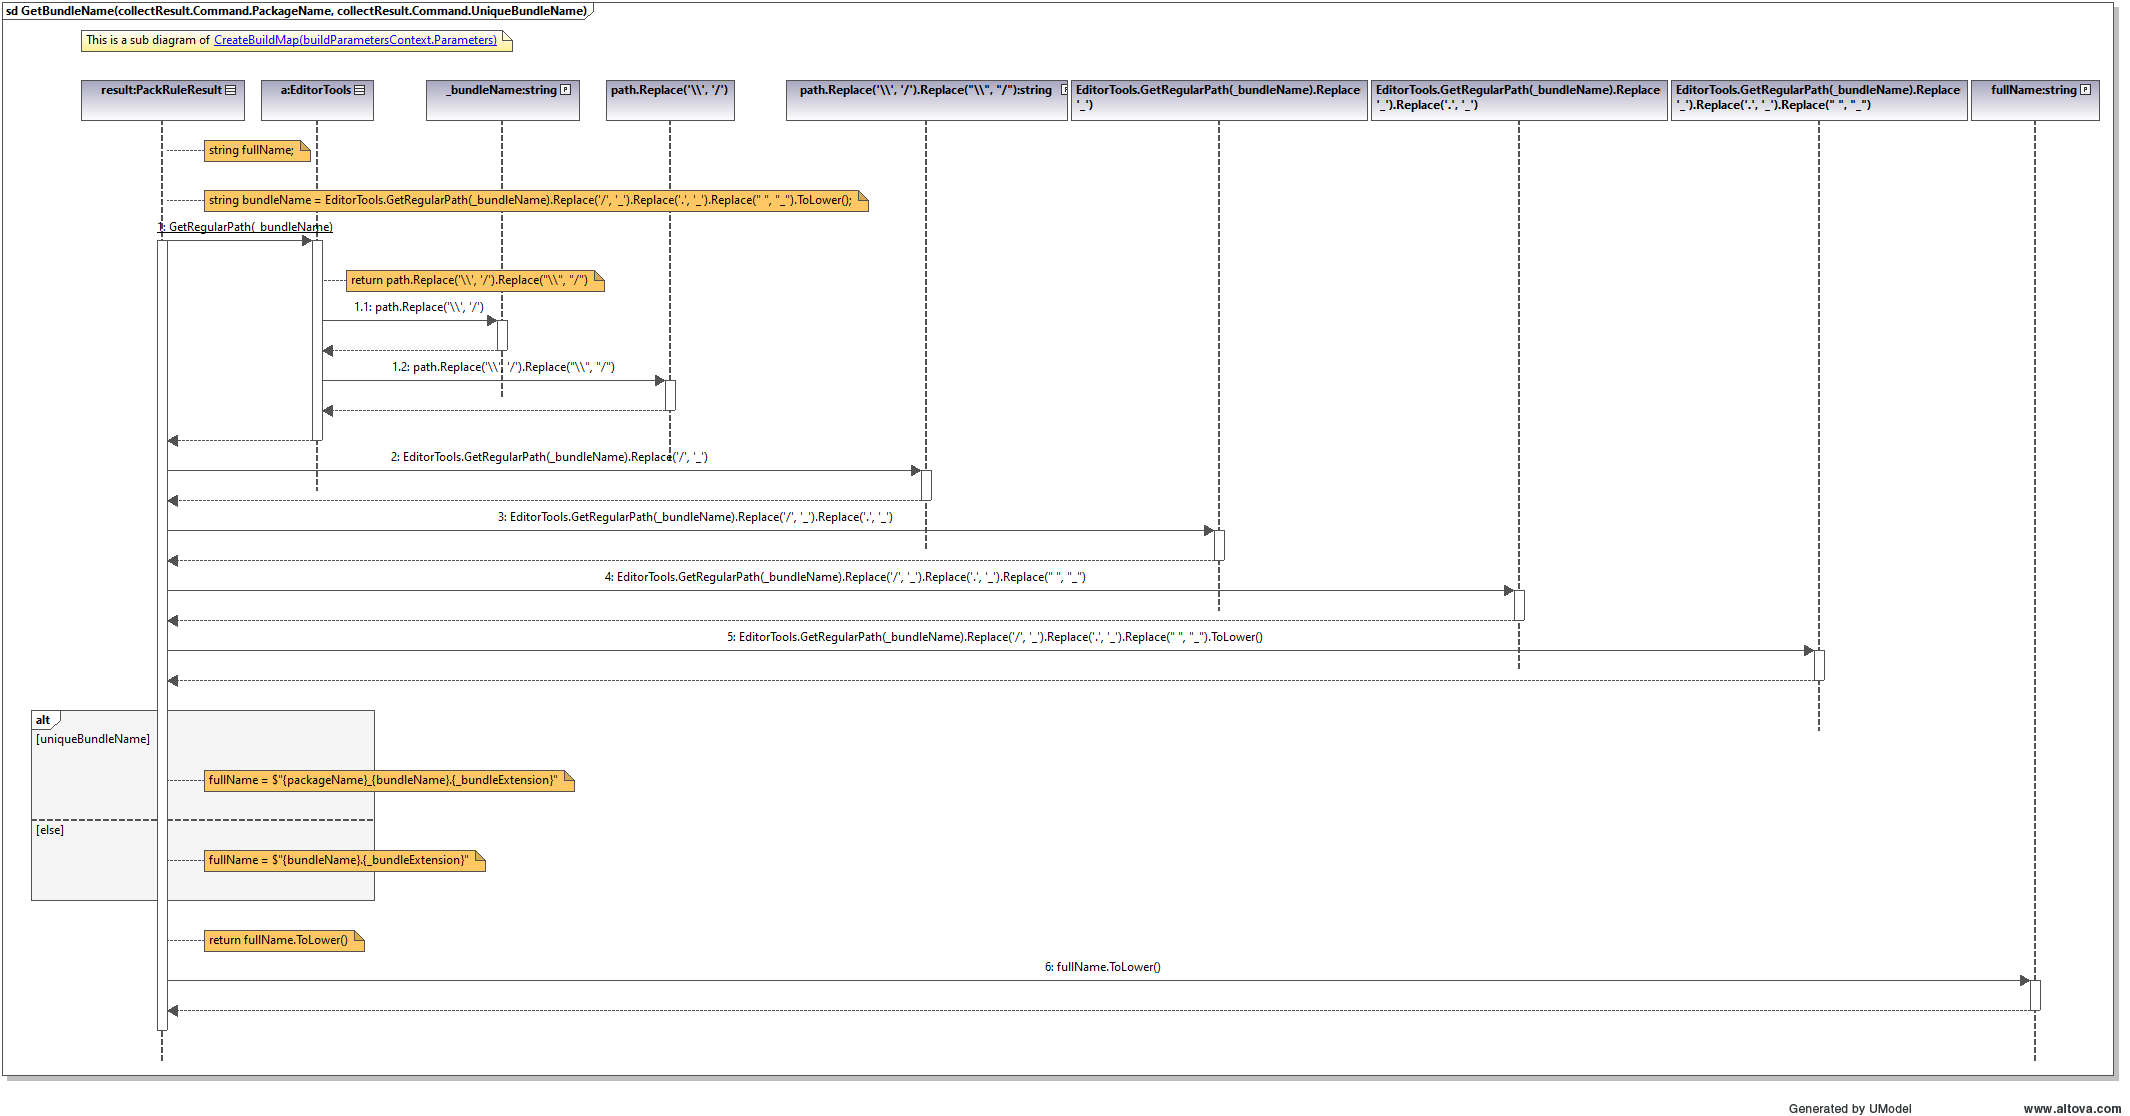 sd GetBundleName(collectResult.Command.PackageName, collectResult.Command.UniqueBundleName)
This is a sub diagram of CreateBuildMap(buildParametersContext.Parameters)
result:PackRuleResult
a:EditorTools
_bundleName:string
path.Replace('\\', '/')
path.Replace('\\', '/').Replace("\\", "/"):string
EditorTools.GetRegularPath(_bundleName).Replace
'_')
EditorTools.GetRegularPath(_bundleName).Replace
'_').Replace('.', '_')
EditorTools.GetRegularPath(_bundleName).Replace
'_').Replace('.', '_').Replace(" ", "_")
fullName:string
string fullName;
string bundleName = EditorTools.GetRegularPath(_bundleName).Replace('/', '_').Replace('.', '_').Replace(" ", "_").ToLower();
1: GetRegularPath(_bundleName)
return path.Replace('\\', '/').Replace("\\", "/")
1.1: path.Replace('\\', '/')
1.2: path.Replace('\\', '/').Replace("\\", "/")
2: EditorTools.GetRegularPath(_bundleName).Replace('/', '_')
3: EditorTools.GetRegularPath(_bundleName).Replace('/', '_').Replace('.', '_')
4: EditorTools.GetRegularPath(_bundleName).Replace('/', '_').Replace('.', '_').Replace(" ", "_")
5: EditorTools.GetRegularPath(_bundleName).Replace('/', '_').Replace('.', '_').Replace(" ", "_").ToLower()
alt
[uniqueBundleName]
fullName = $"{packageName}_{bundleName}.{_bundleExtension}"
[else]
fullName = $"{bundleName}.{_bundleExtension}"
return fullName.ToLower()
6: fullName.ToLower()
Generated by UModel
www.altova.com